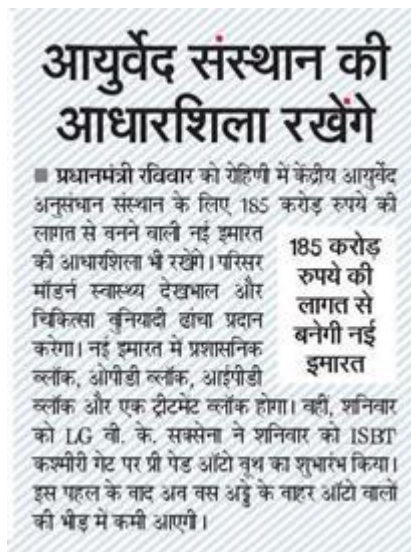 आयुर्वेद संस्थान की
आधारशिला रखेंगे
■ प्रधानमंत्री रविवार को रोहिणी में केंद्रीय आयुर्वेद
अनुसंधान संस्थान के लिए 185 करोड़ रुपये की
लागत से बनने वाली नई इमारत
की आधारशिला भी रखेंगे। परिसर
मॉडर्न स्वास्थ्य देखभाल और
चिकित्सा बुनियादी ढांचा प्रदान
करेगा। नई इमारत में प्रशासनिक
ब्लॉक, ओपीडी ब्लॉक, आईपीडी
185 करोड़
रुपये की
लागत से
बनेगी नई
इमारत
ब्लॉक और एक ट्रीटमेंट ब्लॉक होगा। वहीं, शनिवार
को LG वी. के. सक्सेना ने शनिवार को ISBT
कश्मीरी गेट पर प्री पेड ऑटो बूथ का शुभारंभ किया।
इस पहल के बाद अब बस अड्डे के बाहर ऑटो वालों
की भीड़ में कमी आएगी।